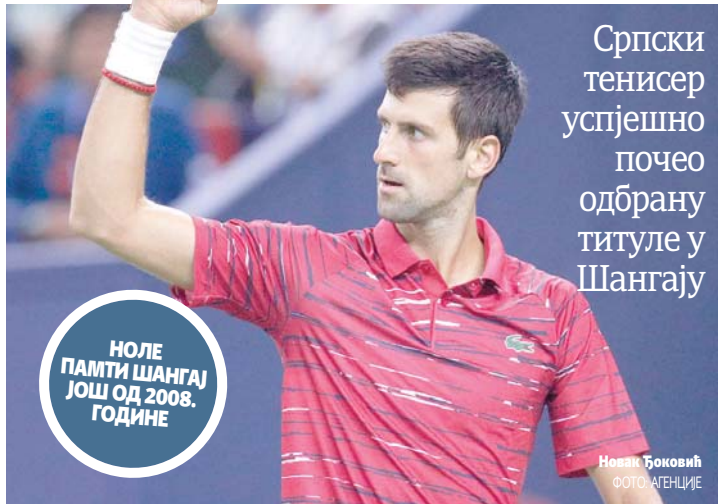 Српски
тенисер
успјешно
почео
одбрану
титуле у
Шангају
НОЛЕ
ПАМТИ ШАНГАЈ
ЈОШ ОД 2008.
ГОДИНЕ
Новак Ђоковић
ФОТО: АГЕНЦИЈЕ